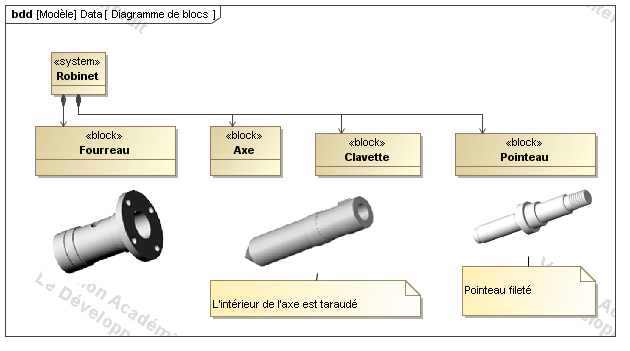 bdd [Modèle] Data [ Diagramme de blocs ]
«system»
Robinet
«block»
Fourreau
«block»
Axe
«block»
Clavette
«block»
Pointeau
L'intérieur de l'axe est taraudé
Pointeau fileté